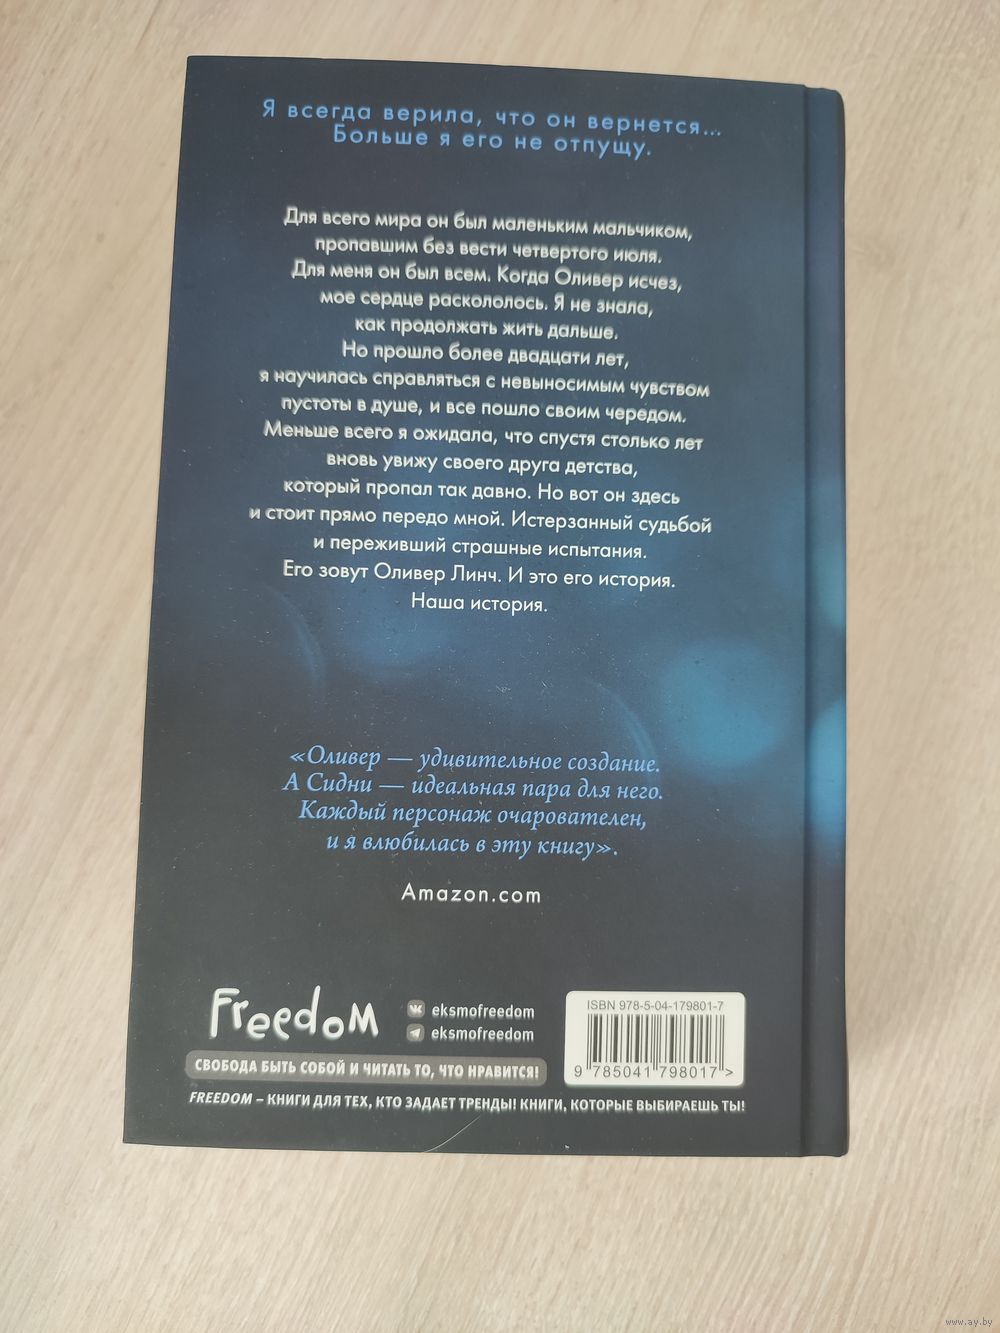 Я всегда верила, что он вернется...
Больше я его не отпущу.
Для всего мира он был маленьким мальчиком,
пропавшим без вести четвертого июля.
Для меня он был всем. Когда Оливер исчез,
мое сердце раскололось. Я не знала,
как продолжать жить дальше.
Но прошло более двадцати лет,
я научилась справляться с невыносимым чувством
пустоты в душе, и все пошло своим чередом.
Меньше всего я ожидала, что спустя столько лет
вновь увижу своего друга детства,
который пропал так давно. Но вот он здесь
и стоит прямо передо мной. Истерзанный судьбой
и переживший страшные испытания.
Его зовут Оливер Линч. И это его история.
Наша история.
«Оливер — удивительное создание.
А Сидни — идеальная пара для него.
Каждый персонаж очарователен,
и я влюбилась в эту книгу».
Amazon.com
FreedoM
eksmofreedom
eksmofreedom
СВОБОДА БЫТЬ СОБОЙ И ЧИТАТЬ ТО, ЧТО НРАВИТСЯ!
FREEDOM – КНИГИ ДЛЯ ТЕХ, КТО ЗАДАЕТ ТРЕНДЫ! КНИГИ, КОТОРЫЕ ВЫБИРАЕШЬ ТЫ!
ISBN 978-5-04-179801-7
9 785041 798017 >
www.ay.by